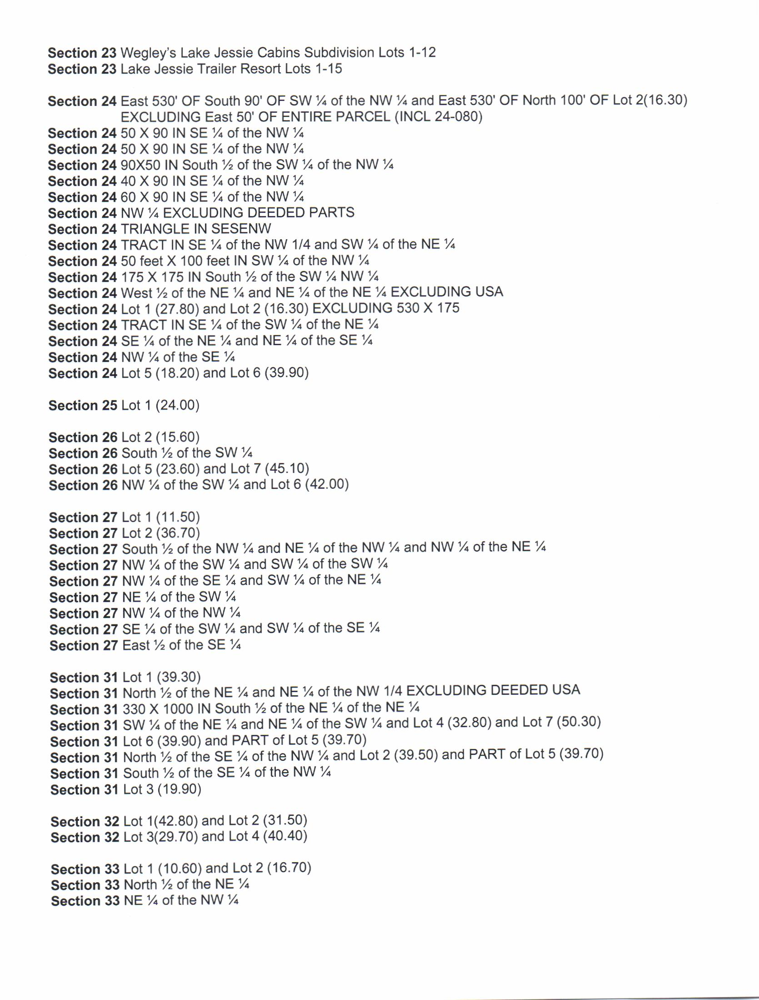 Section 23 Wegley's Lake Jessie Cabins Subdivision Lots 1-12
Section 23 Lake Jessie Trailer Resort Lots 1-15
Section 24 East 530' OF South 90' OF SW ¼ of the NW ¼ and East 530' OF North 100' OF Lot 2(16.30)
EXCLUDING East 50' OF ENTIRE PARCEL (INCL 24-080)
Section 24 50 X 90 IN SE ¼ of the NW ¼
Section 24 50 X 90 IN SE ¼ of the NW ¼
Section 24 90X50 IN South ½ of the SW ¼ of the NW ¼
Section 24 40 X 90 IN SE ¼ of the NW ¼
Section 24 60 X 90 IN SE ¼ of the NW ¼
Section 24 NW ¼ EXCLUDING DEEDED PARTS
Section 24 TRIANGLE IN SESENW
Section 24 TRACT IN SE ¼ of the NW 1/4 and SW ¼ of the NE ¼
Section 24 50 feet X 100 feet IN SW ¼ of the NW ¼
Section 24 175 X 175 IN South ½ of the SW ¼ NW ¼
Section 24 West ½ of the NE ¼ and NE ¼ of the NE ¼ EXCLUDING USA
Section 24 Lot 1 (27.80) and Lot 2 (16.30) EXCLUDING 530 X 175
Section 24 TRACT IN SE ¼ of the SW ¼ of the NE ¼
Section 24 SE ¼ of the NE ¼ and NE ¼ of the SE ¼
Section 24 NW ¼ of the SE ¼
Section 24 Lot 5 (18.20) and Lot 6 (39.90)
Section 25 Lot 1 (24.00)
Section 26 Lot 2 (15.60)
Section 26 South ½ of the SW ¼
Section 26 Lot 5 (23.60) and Lot 7 (45.10)
Section 26 NW ¼ of the SW ¼ and Lot 6 (42.00)
Section 27 Lot 1 (11.50)
Section 27 Lot 2 (36.70)
Section 27 South ½ of the NW ¼ and NE ¼ of the NW ¼ and NW ¼ of the NE ¼
Section 27 NW ¼ of the SW ¼ and SW ¼ of the SW ¼
Section 27 NW ¼ of the SE ¼ and SW ¼ of the NE ¼
Section 27 NE ¼ of the SW ¼
Section 27 NW ¼ of the NW ¼
Section 27 SE ¼ of the SW ¼ and SW ¼ of the SE ¼
Section 27 East ½ of the SE ¼
Section 31 Lot 1 (39.30)
Section 31 North ½ of the NE ¼ and NE ¼ of the NW 1/4 EXCLUDING DEEDED USA
Section 31 330 X 1000 IN South ½ of the NE ¼ of the NE ¼
Section 31 SW ¼ of the NE ¼ and NE ¼ of the SW ¼ and Lot 4 (32.80) and Lot 7 (50.30)
Section 31 Lot 6 (39.90) and PART of Lot 5 (39.70)
Section 31 North ½ of the SE ¼ of the NW ¼ and Lot 2 (39.50) and PART of Lot 5 (39.70)
Section 31 South ½ of the SE ¼ of the NW ¼
Section 31 Lot 3 (19.90)
Section 32 Lot 1(42.80) and Lot 2 (31.50)
Section 32 Lot 3(29.70) and Lot 4 (40.40)
Section 33 Lot 1 (10.60) and Lot 2 (16.70)
Section 33 North ½ of the NE ¼
Section 33 NE ¼ of the NW ¼